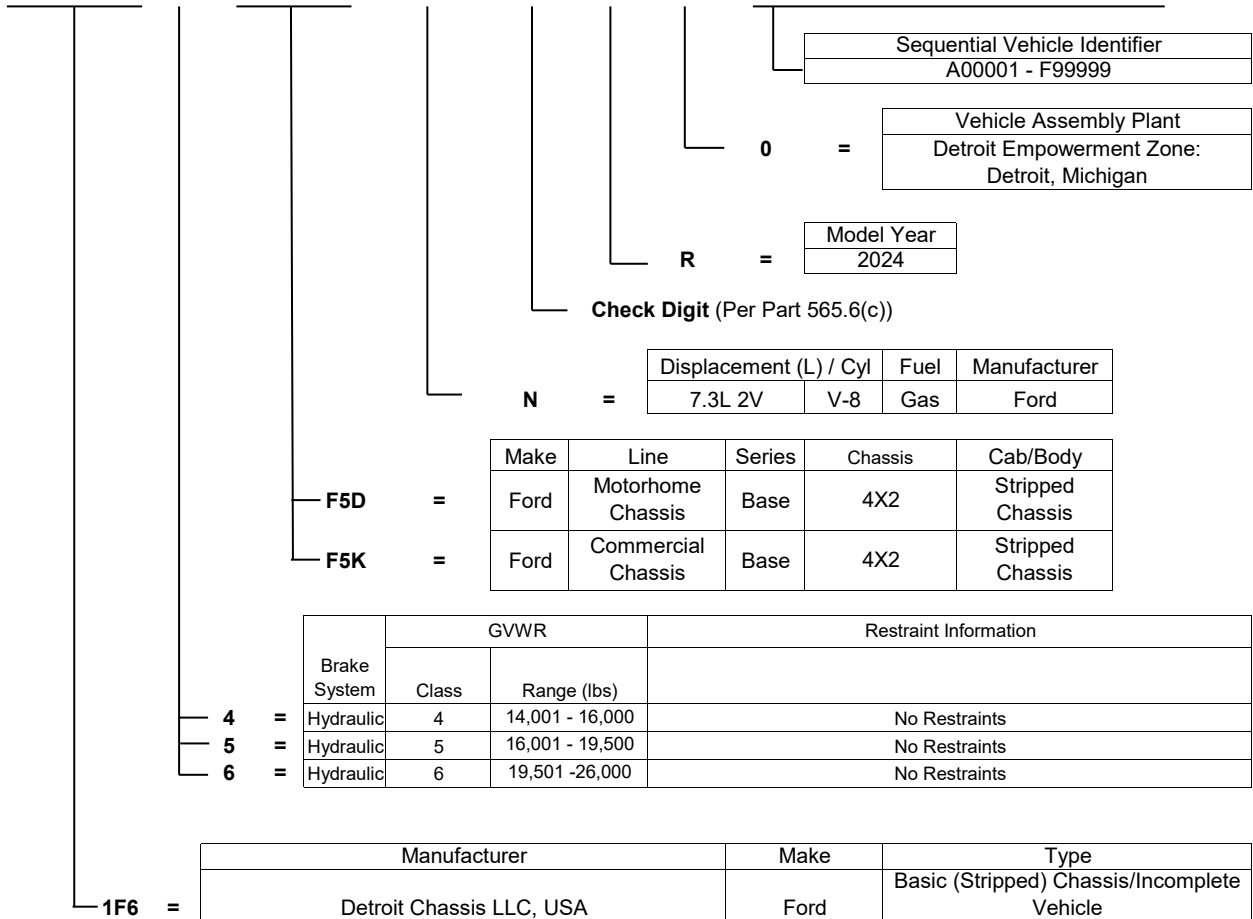 Sequential Vehicle Identifier
A00001 - F99999
Vehicle Assembly Plant
0 = Detroit Empowerment Zone:
Detroit, Michigan
Model Year
R = 2024
Check Digit (Per Part 565.6(c))
Displacement (L) / Cyl Fuel Manufacturer
N = 7.3L 2V V-8 Gas Ford
Make Line Series Chassis Cab/Body
F5D = Ford Motorhome Chassis Base 4X2 Stripped Chassis
F5K = Ford Commercial Chassis Base 4X2 Stripped Chassis
GVWR Restraint Information
Brake System Class Range (lbs)
4 = Hydraulic 4 14,001 - 16,000 No Restraints
5 = Hydraulic 5 16,001 - 19,500 No Restraints
6 = Hydraulic 6 19,501 -26,000 No Restraints
Manufacturer Make Type
1F6 = Detroit Chassis LLC, USA Ford Basic (Stripped) Chassis/Incomplete Vehicle